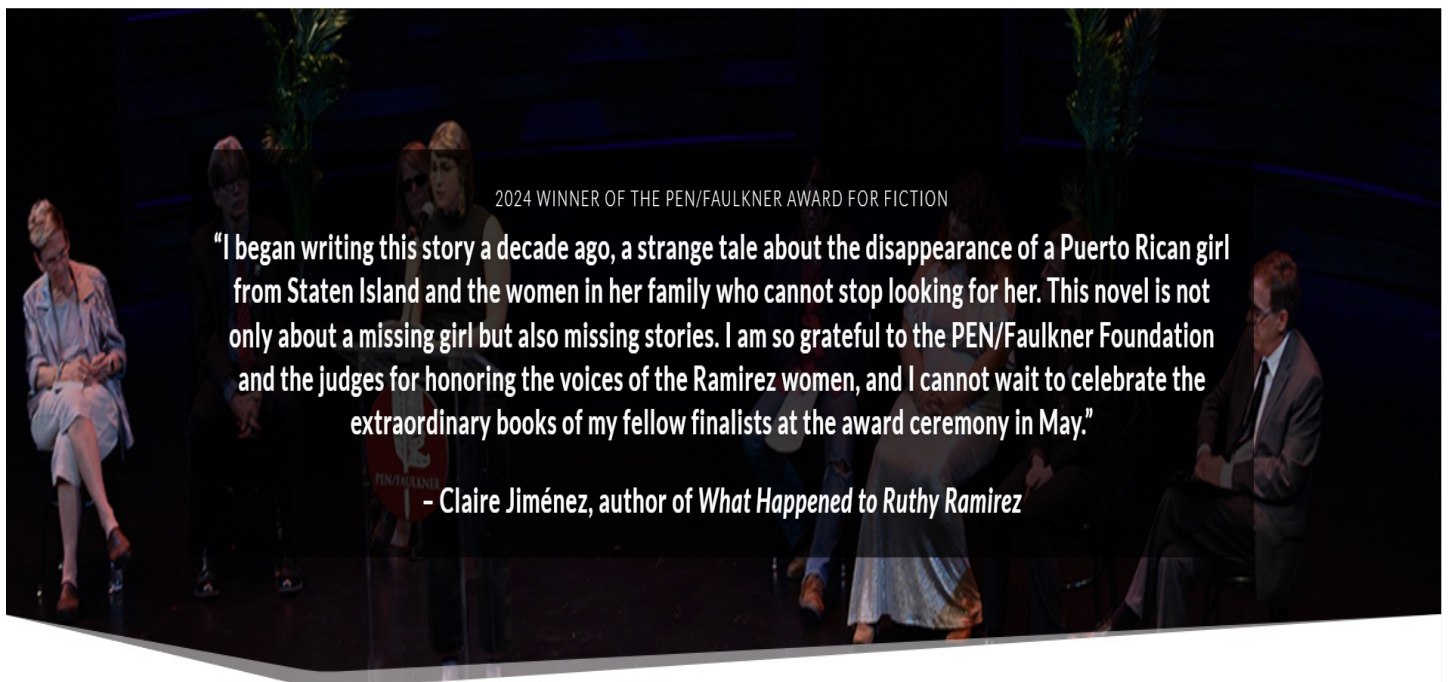 2024 WINNER OF THE PEN/FAULKNER AWARD FOR FICTION
“I began writing this story a decade ago, a strange tale about the disappearance of a Puerto Rican girl
from Staten Island and the women in her family who cannot stop looking for her. This novel is not
only about a missing girl but also missing stories. I am so grateful to the PEN/Faulkner Foundation
and the judges for honoring the voices of the Ramirez women, and I cannot wait to celebrate the
extraordinary books of my fellow finalists at the award ceremony in May.”
PEN/FAULKNER
– Claire Jiménez, author of What Happened to Ruthy Ramirez